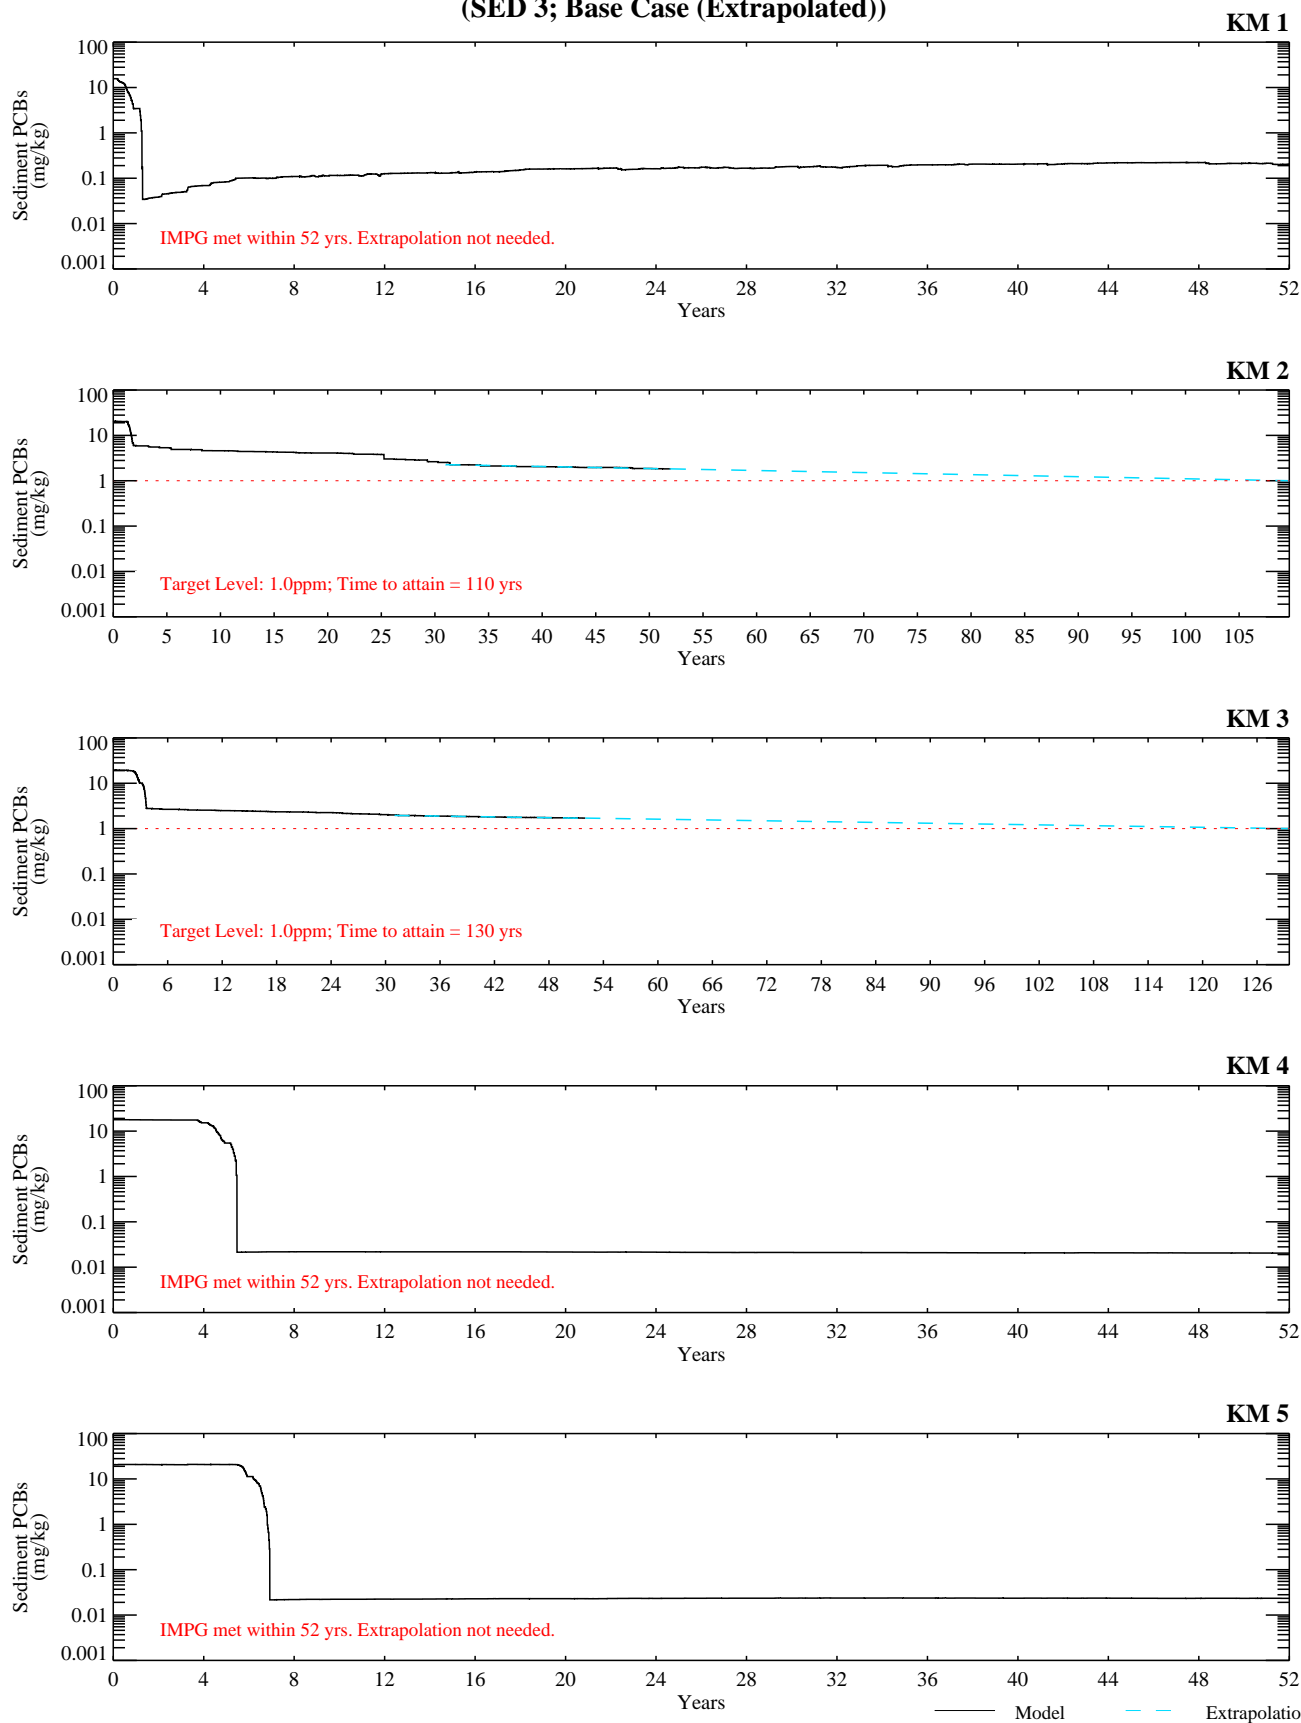 (SED 3; Base Case (Extrapolated))
KM 1
Sediment PCBs
(mg/kg)
100
10
1
0.1
0.01
0.001
IMPG met within 52 yrs. Extrapolation not needed.
0 4 8 12 16 20 24 28 32 36 40 44 48 52
Years
KM 2
Sediment PCBs
(mg/kg)
100
10
1
0.1
0.01
0.001
Target Level: 1.0ppm; Time to attain = 110 yrs
0 5 10 15 20 25 30 35 40 45 50 55 60 65 70 75 80 85 90 95 100 105
Years
KM 3
Sediment PCBs
(mg/kg)
100
10
1
0.1
0.01
0.001
Target Level: 1.0ppm; Time to attain = 130 yrs
0 6 12 18 24 30 36 42 48 54 60 66 72 78 84 90 96 102 108 114 120 126
Years
KM 4
Sediment PCBs
(mg/kg)
100
10
1
0.1
0.01
0.001
IMPG met within 52 yrs. Extrapolation not needed.
0 4 8 12 16 20 24 28 32 36 40 44 48 52
Years
KM 5
Sediment PCBs
(mg/kg)
100
10
1
0.1
0.01
0.001
IMPG met within 52 yrs. Extrapolation not needed.
0 4 8 12 16 20 24 28 32 36 40 44 48 52
Years
Model Extrapolatio